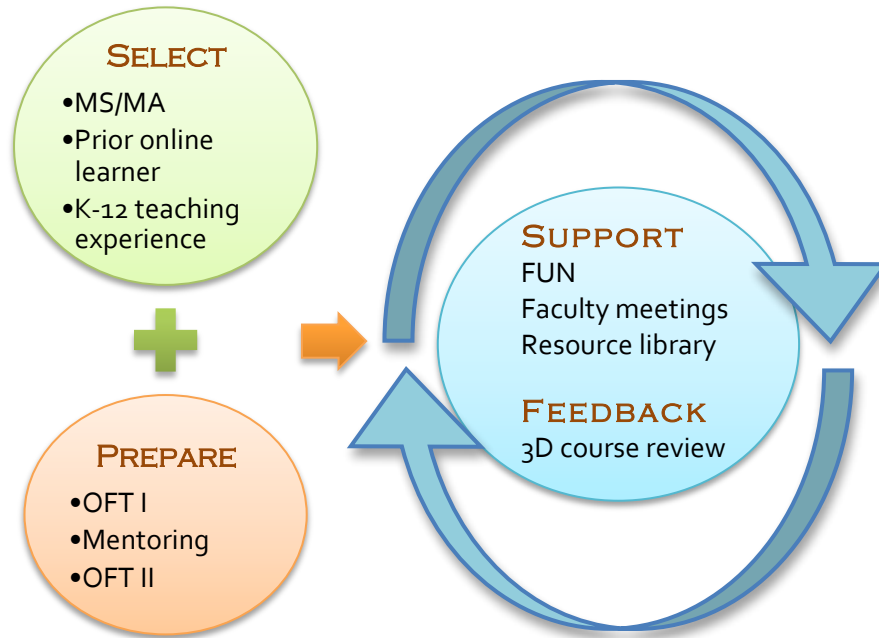 SELECT
•MS/MA
•Prior online
learner
•K-12 teaching
experience
PREPARE
•OFT I
•Mentoring
•OFT II
SUPPORT
FUN
Faculty meetings
Resource library
FEEDBACK
3D course review